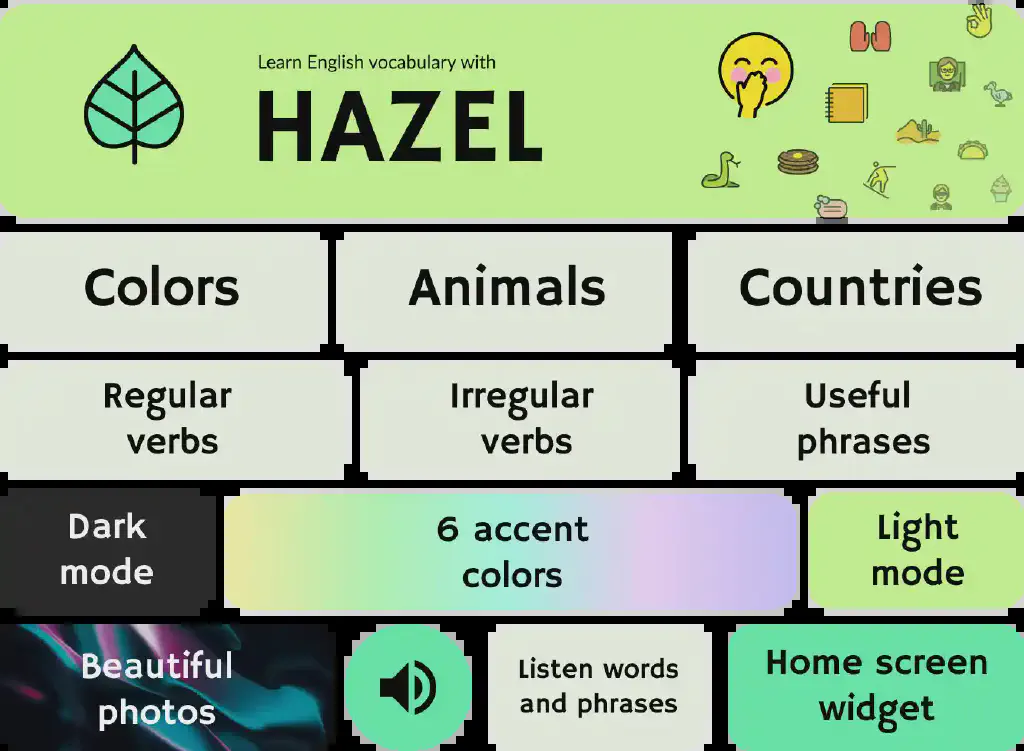 Learn English vocabulary with
HAZEL
Colors
Animals
Countries
Regular
verbs
Irregular
verbs
Useful
phrases
Dark
mode
6 accent
colors
Light
mode
Beautiful
photos
Listen words
and phrases
Home screen
widget